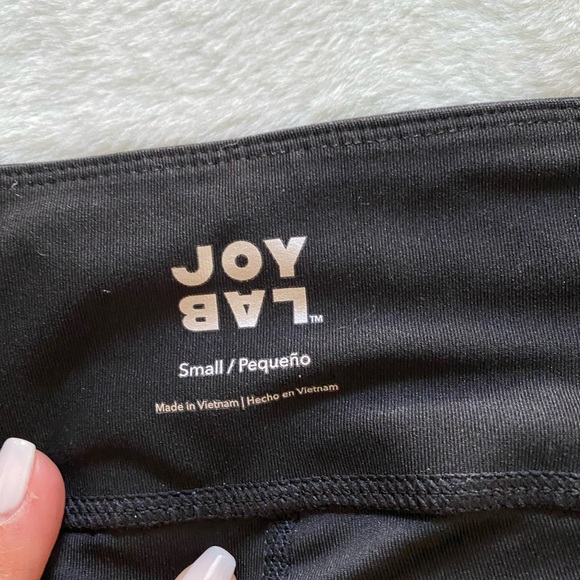 JOY
LAB™
Small / Pequeño
Made in Vietnam | Hecho en Vietnam